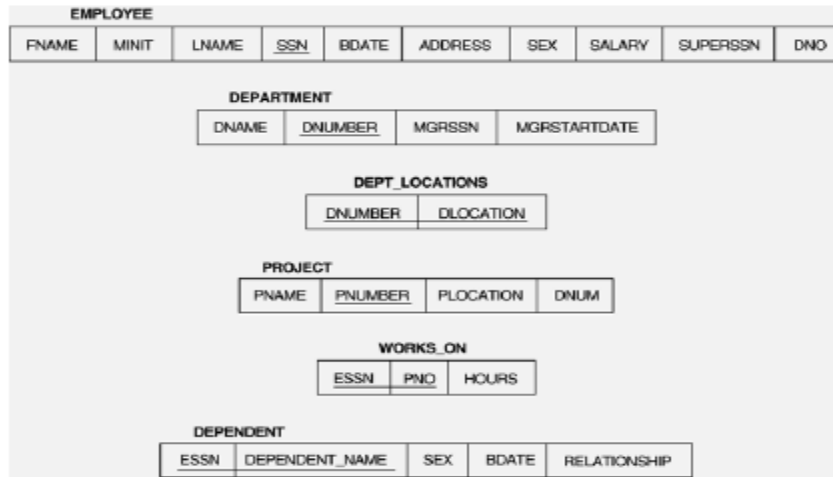 EMPLOYEE
FNAME MINIT LNAME SSN BDATE ADDRESS SEX SALARY SUPERSSN DNO
DEPARTMENT
DNAME DNUMBER MGRSSN MGRSTARTDATE
DEPT_LOCATIONS
DNUMBER DLOCATION
PROJECT
PNAME PNUMBER PLOCATION DNUM
WORKS_ON
ESSN PNO HOURS
DEPENDENT
ESSN DEPENDENT_NAME SEX BDATE RELATIONSHIP